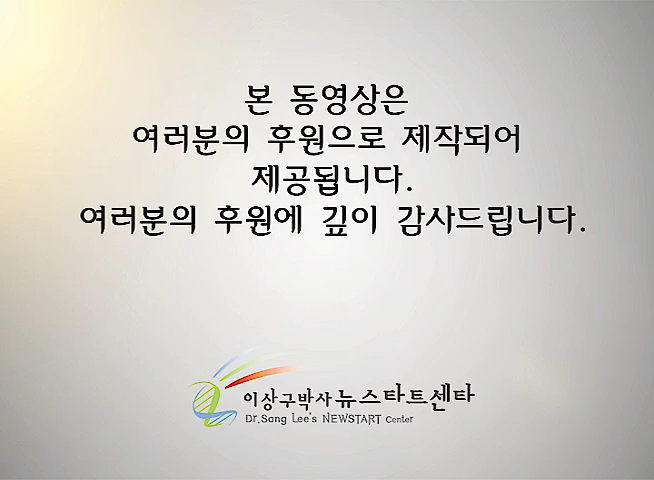 본 동영상은
여러분의 후원으로 제작되어
제공됩니다.
여러분의 후원에 깊이 감사드립니다.
이상구박사 뉴스타트센타
Dr.Sang Lee's NEWSTART Center